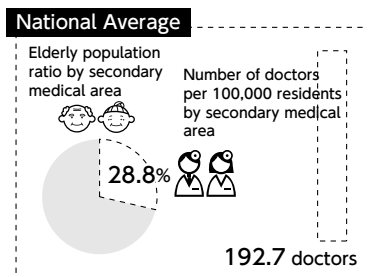 National Average
Elderly population
ratio by secondary
medical area
Number of doctors
per 100,000 residents
by secondary medical
area
28.8%
192.7 doctors